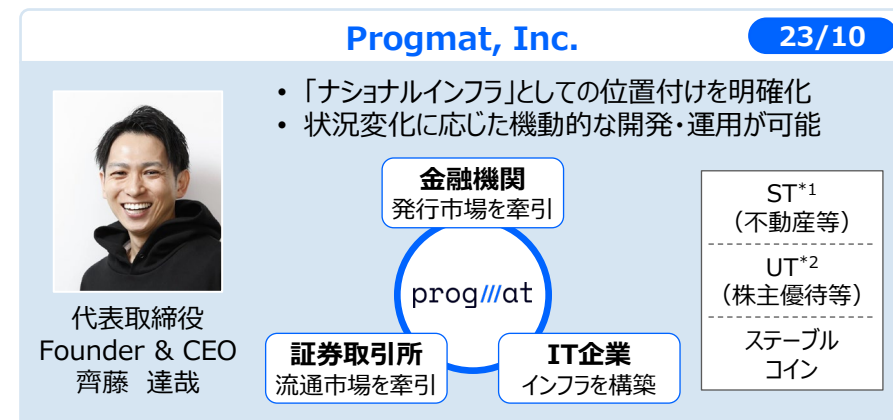 Progmat, Inc.
23/10
• 「ナショナルインフラ」としての位置付けを明確化
• 状況変化に応じた機動的な開発・運用が可能
金融機関
発行市場を牽引
progmat
証券取引所
流通市場を牽引
IT企業
インフラを構築
ST*1
（不動産等）
UT*2
（株主優待等）
ステーブル
コイン
代表取締役
Founder & CEO
齊藤 達哉